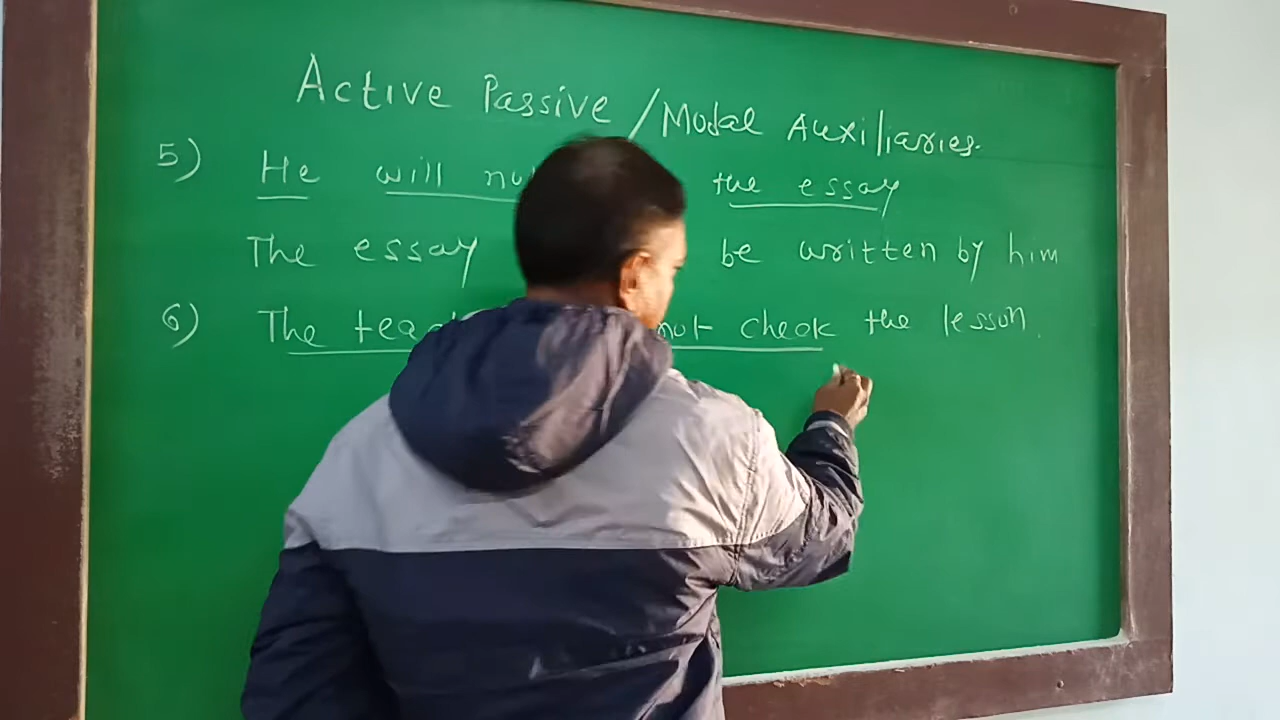 Active Passive / Modal Auxiliaries.
5) He will the essay
The essay be written by him
6) The not check the lesson.